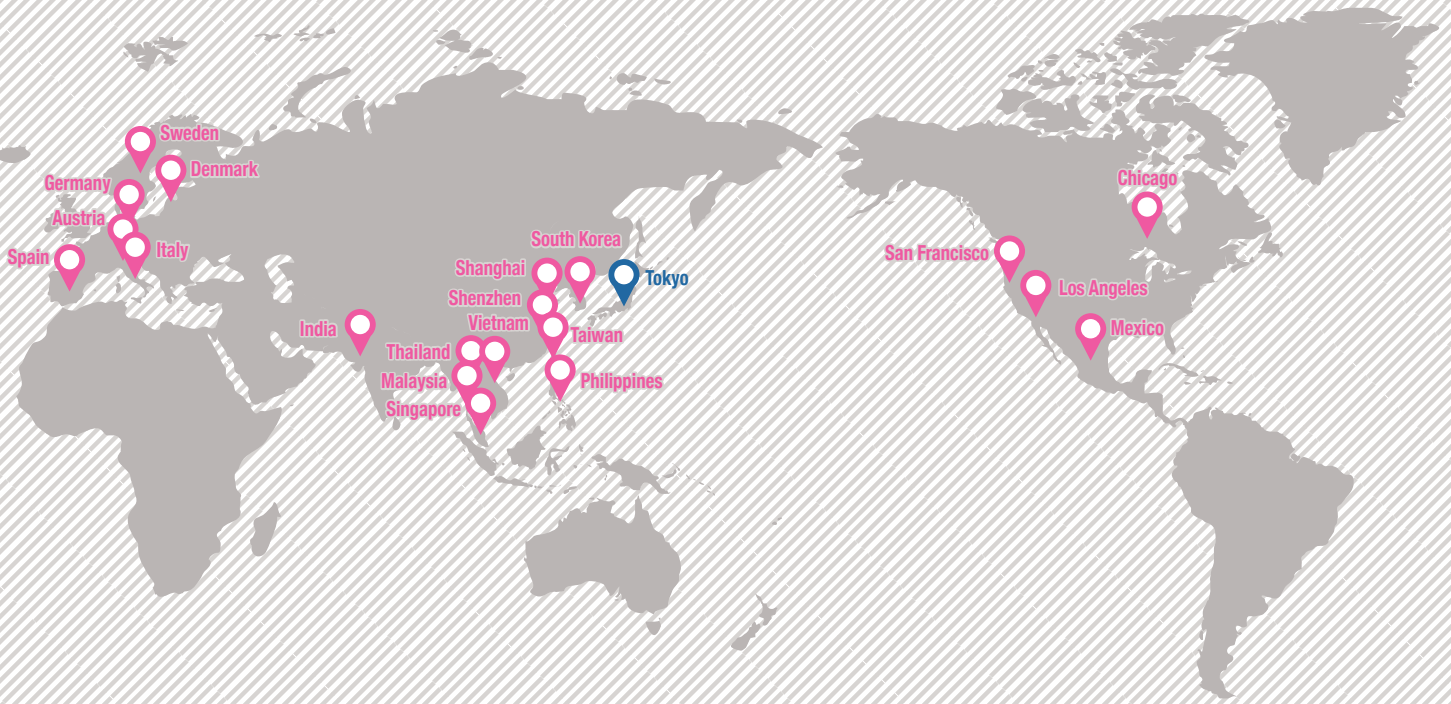 Sweden
Denmark
Germany
Austria
Italy
Spain
South Korea
Shanghai
Tokyo
Shenzhen
Vietnam
India
Taiwan
Thailand
Malaysia
Philippines
Singapore
Chicago
San Francisco
Los Angeles
Mexico